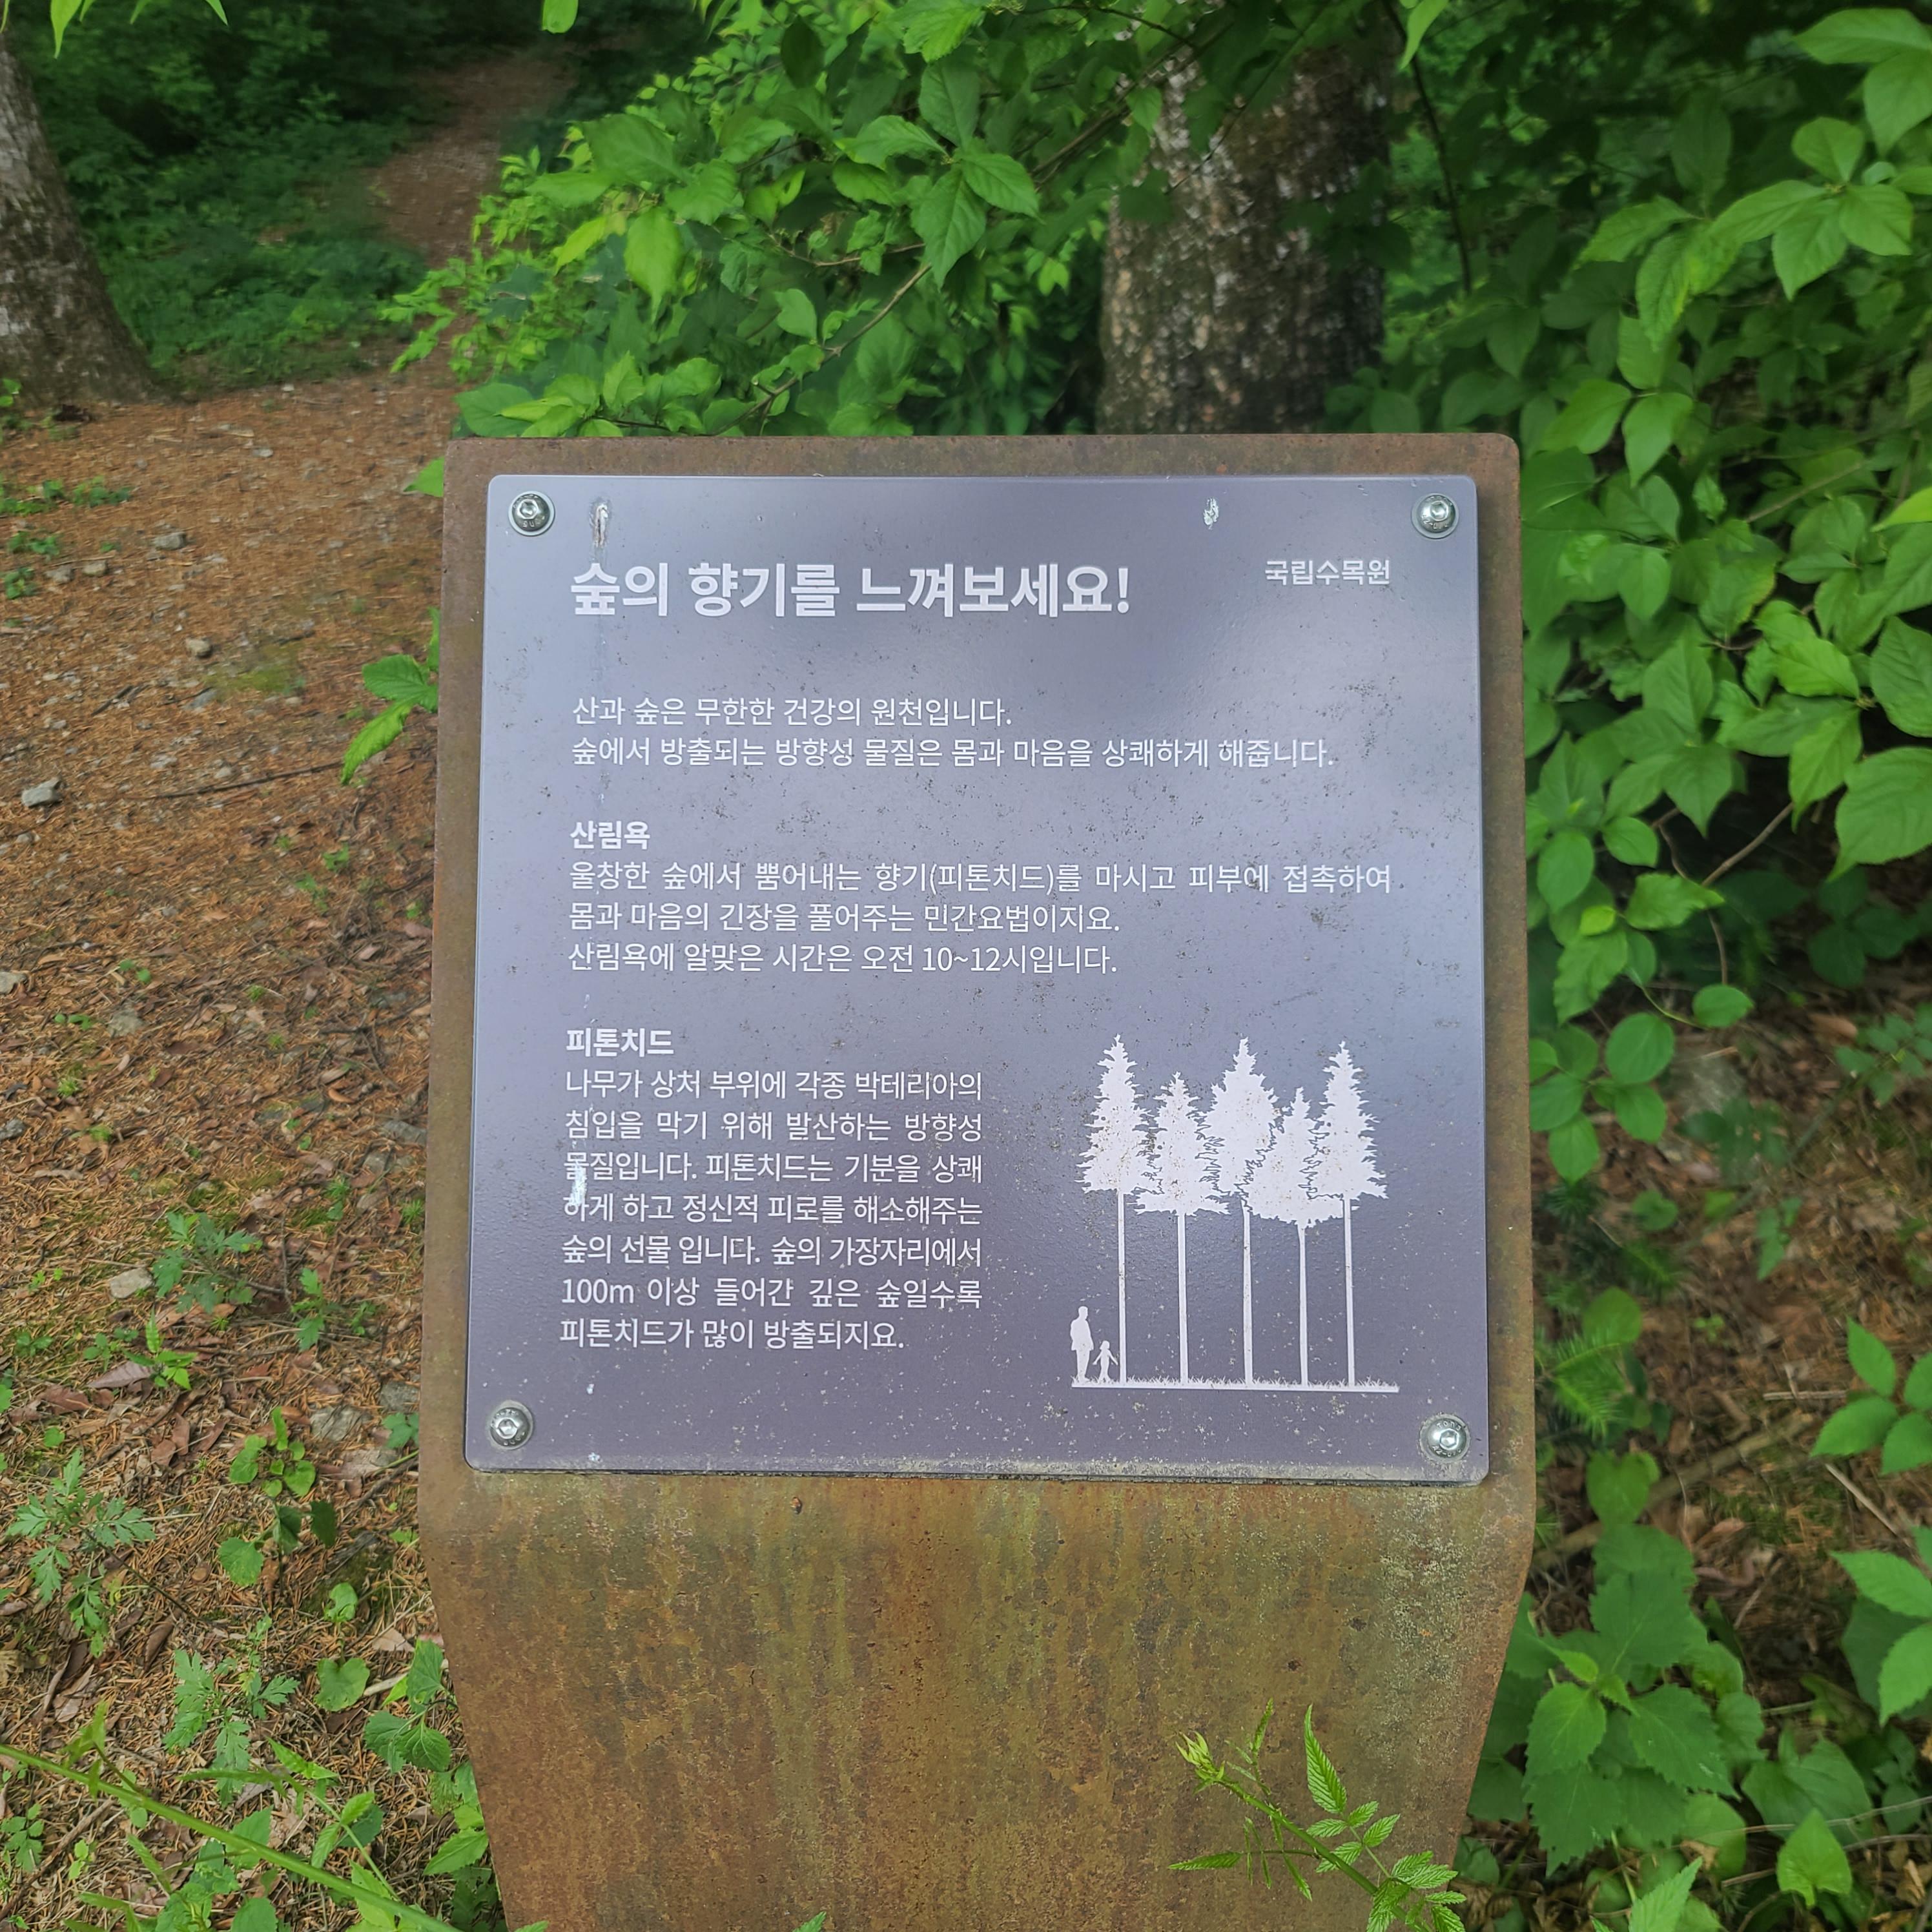 숲의 향기를 느껴보세요!
국립수목원
산과 숲은 무한한 건강의 원천입니다.
숲에서 방출되는 방향성 물질은 몸과 마음을 상쾌하게 해줍니다.
산림욕
울창한 숲에서 뿜어내는 향기(피톤치드)를 마시고 피부에 접촉하여
몸과 마음의 긴장을 풀어주는 민간요법이지요.
산림욕에 알맞은 시간은 오전 10~12시입니다.
피톤치드
나무가 상처 부위에 각종 박테리아의
침입을 막기 위해 발산하는 방향성
물질입니다. 피톤치드는 기분을 상쾌
하게 하고 정신적 피로를 해소해주는
숲의 선물 입니다. 숲의 가장자리에서
100m 이상 들어간 깊은 숲일수록
피톤치드가 많이 방출되지요.